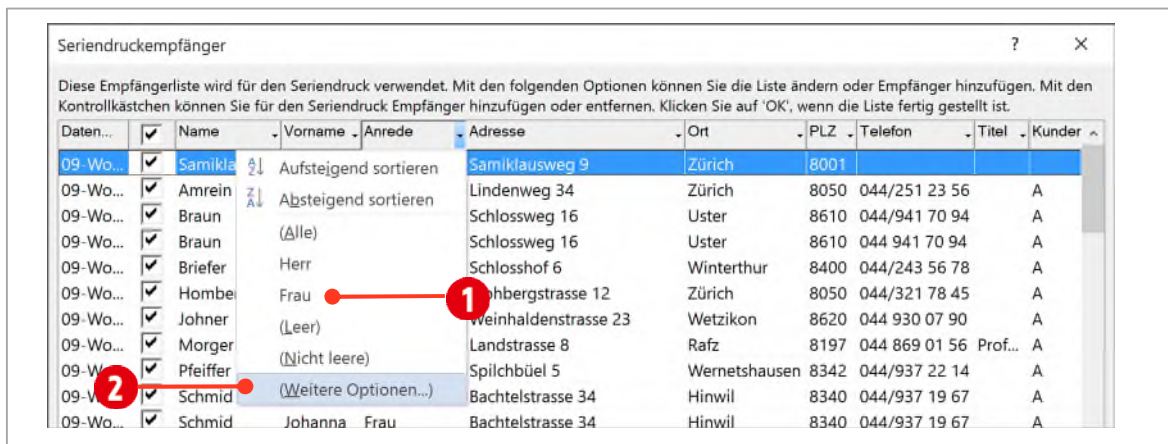 Seriendruckempfänger ? ×
Diese Empfängerliste wird für den Seriendruck verwendet. Mit den folgenden Optionen können Sie die Liste ändern oder Empfänger hinzufügen. Mit den
Kontrollkästchen können Sie für den Seriendruck Empfänger hinzufügen oder entfernen. Klicken Sie auf 'OK', wenn die Liste fertig gestellt ist.
Daten... Name Vorname Anrede Adresse Ort PLZ Telefon Titel Kunder
09-Wo... Samikla Samiklausweg 9 Zürich 8001
09-Wo... Amrein Lindenweg 34 Zürich 8050 044/251 23 56 A
09-Wo... Braun Schlossweg 16 Uster 8610 044/941 70 94 A
09-Wo... Braun Schlossweg 16 Uster 8610 044 941 70 94 A
09-Wo... Briefer Schlosshof 6 Winterthur 8400 044/243 56 78 A
09-Wo... Hombe 12 Zürich 8050 044/321 78 45 A
09-Wo... Johner Weinhaldenstrasse 23 Wetzikon 8620 044 930 07 90 A
09-Wo... Morger Landstrasse 8 Rafz 8197 044 869 01 56 Prof... A
09-W Pfeiffer Spilchbüel 5 Wernetshausen 8342 044/937 22 14 A
09-W Schmid Bachtelstrasse 34 Hinwil 8340 044/937 19 67 A
09-Wo... Schmid Johanna Frau Bachtelstrasse 34 Hinwil 8340 044/937 19 67 A
Aufsteigend sortieren
Absteigend sortieren
(Alle)
Herr
Frau
(Leer)
(Nicht leere)
(Weitere Optionen...)
1
2